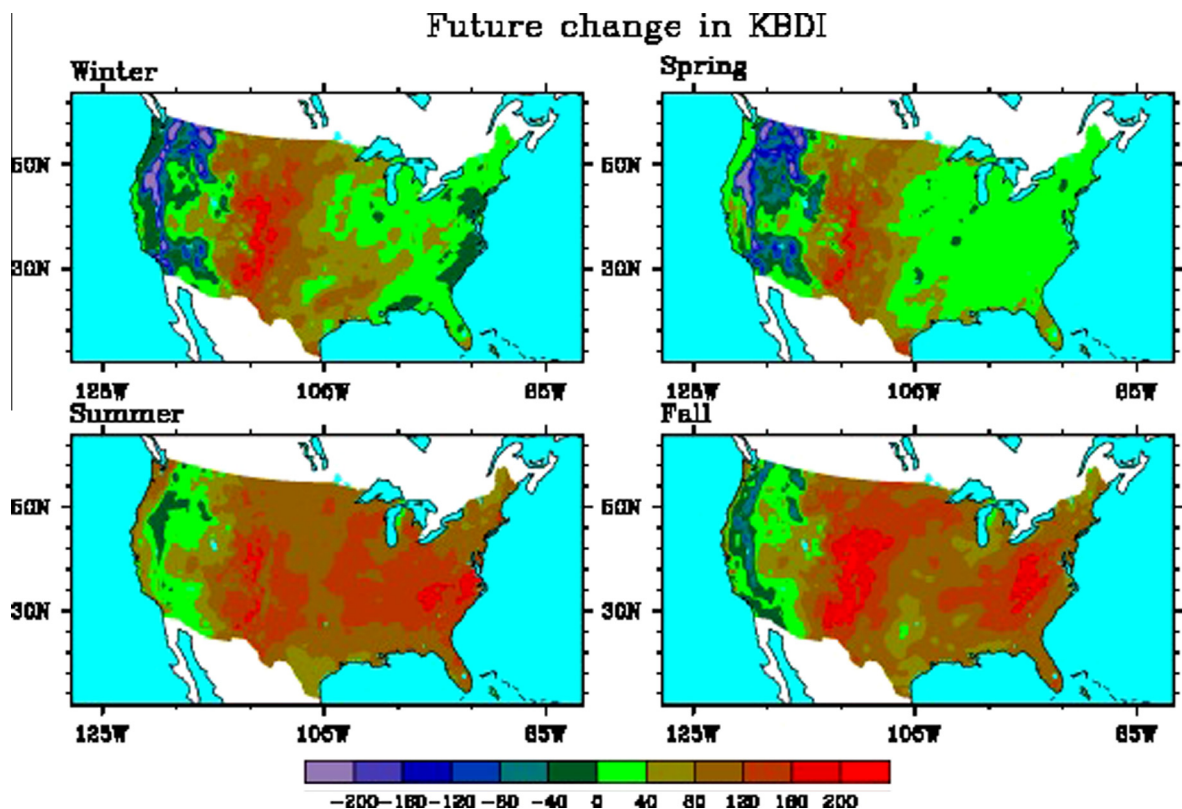 Future change in KBDI
Winter
Spring
50N
50N
30N
30N
125W 105W 85W
125W 105W 85W
Summer
Fall
50N
50N
30N
30N
125W 105W 85W
125W 105W 85W
-200 -160 -120 -80 -40 0 40 80 120 160 200